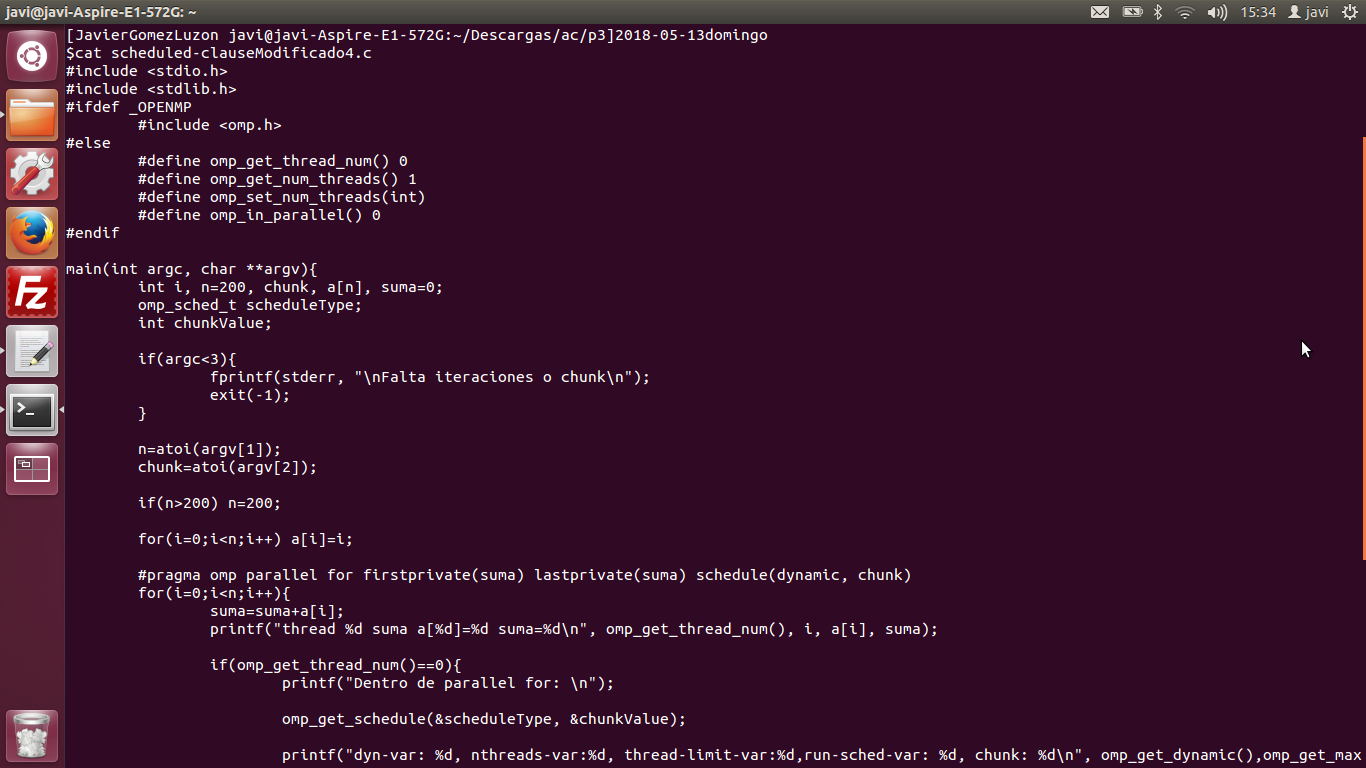 javi@javi-Aspire-E1-572G: ~
15:34
javi
[JavierGomezLuzon javi@javi-Aspire-E1-572G:~/Descargas/ac/p3]2018-05-13domingo
$cat scheduled-clauseModificado4.c
#include <stdio.h>
#include <stdlib.h>
#ifdef _OPENMP
        #include <omp.h>
#else
        #define omp_get_thread_num() 0
        #define omp_get_num_threads() 1
        #define omp_set_num_threads(int)
        #define omp_in_parallel() 0
#endif
main(int argc, char **argv){
        int i, n=200, chunk, a[n], suma=0;
        omp_sched_t scheduleType;
        int chunkValue;
        if(argc<3){
                fprintf(stderr, "\nFalta iteraciones o chunk\n");
                exit(-1);
        }
        n=atoi(argv[1]);
        chunk=atoi(argv[2]);
        if(n>200) n=200;
        for(i=0;i<n;i++) a[i]=i;
        #pragma omp parallel for firstprivate(suma) lastprivate(suma) schedule(dynamic, chunk)
        for(i=0;i<n;i++){
                suma=suma+a[i];
                printf("thread %d suma a[%d]=%d suma=%d\n", omp_get_thread_num(), i, a[i], suma);
                if(omp_get_thread_num()==0){
                        printf("Dentro de parallel for: \n");
                        omp_get_schedule(&scheduleType, &chunkValue);
                        printf("dyn-var: %d, nthreads-var:%d, thread-limit-var:%d,run-sched-var: %d, chunk: %d\n", omp_get_dynamic(),omp_get_max
Fz
>_